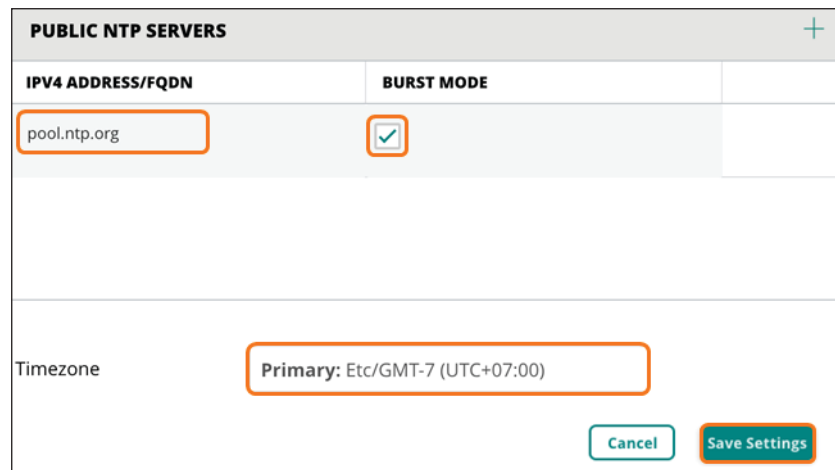 PUBLIC NTP SERVERS
IPV4 ADDRESS/FQDN BURST MODE
pool.ntp.org
Timezone Primary: Etc/GMT-7 (UTC+07:00)
Cancel Save Settings